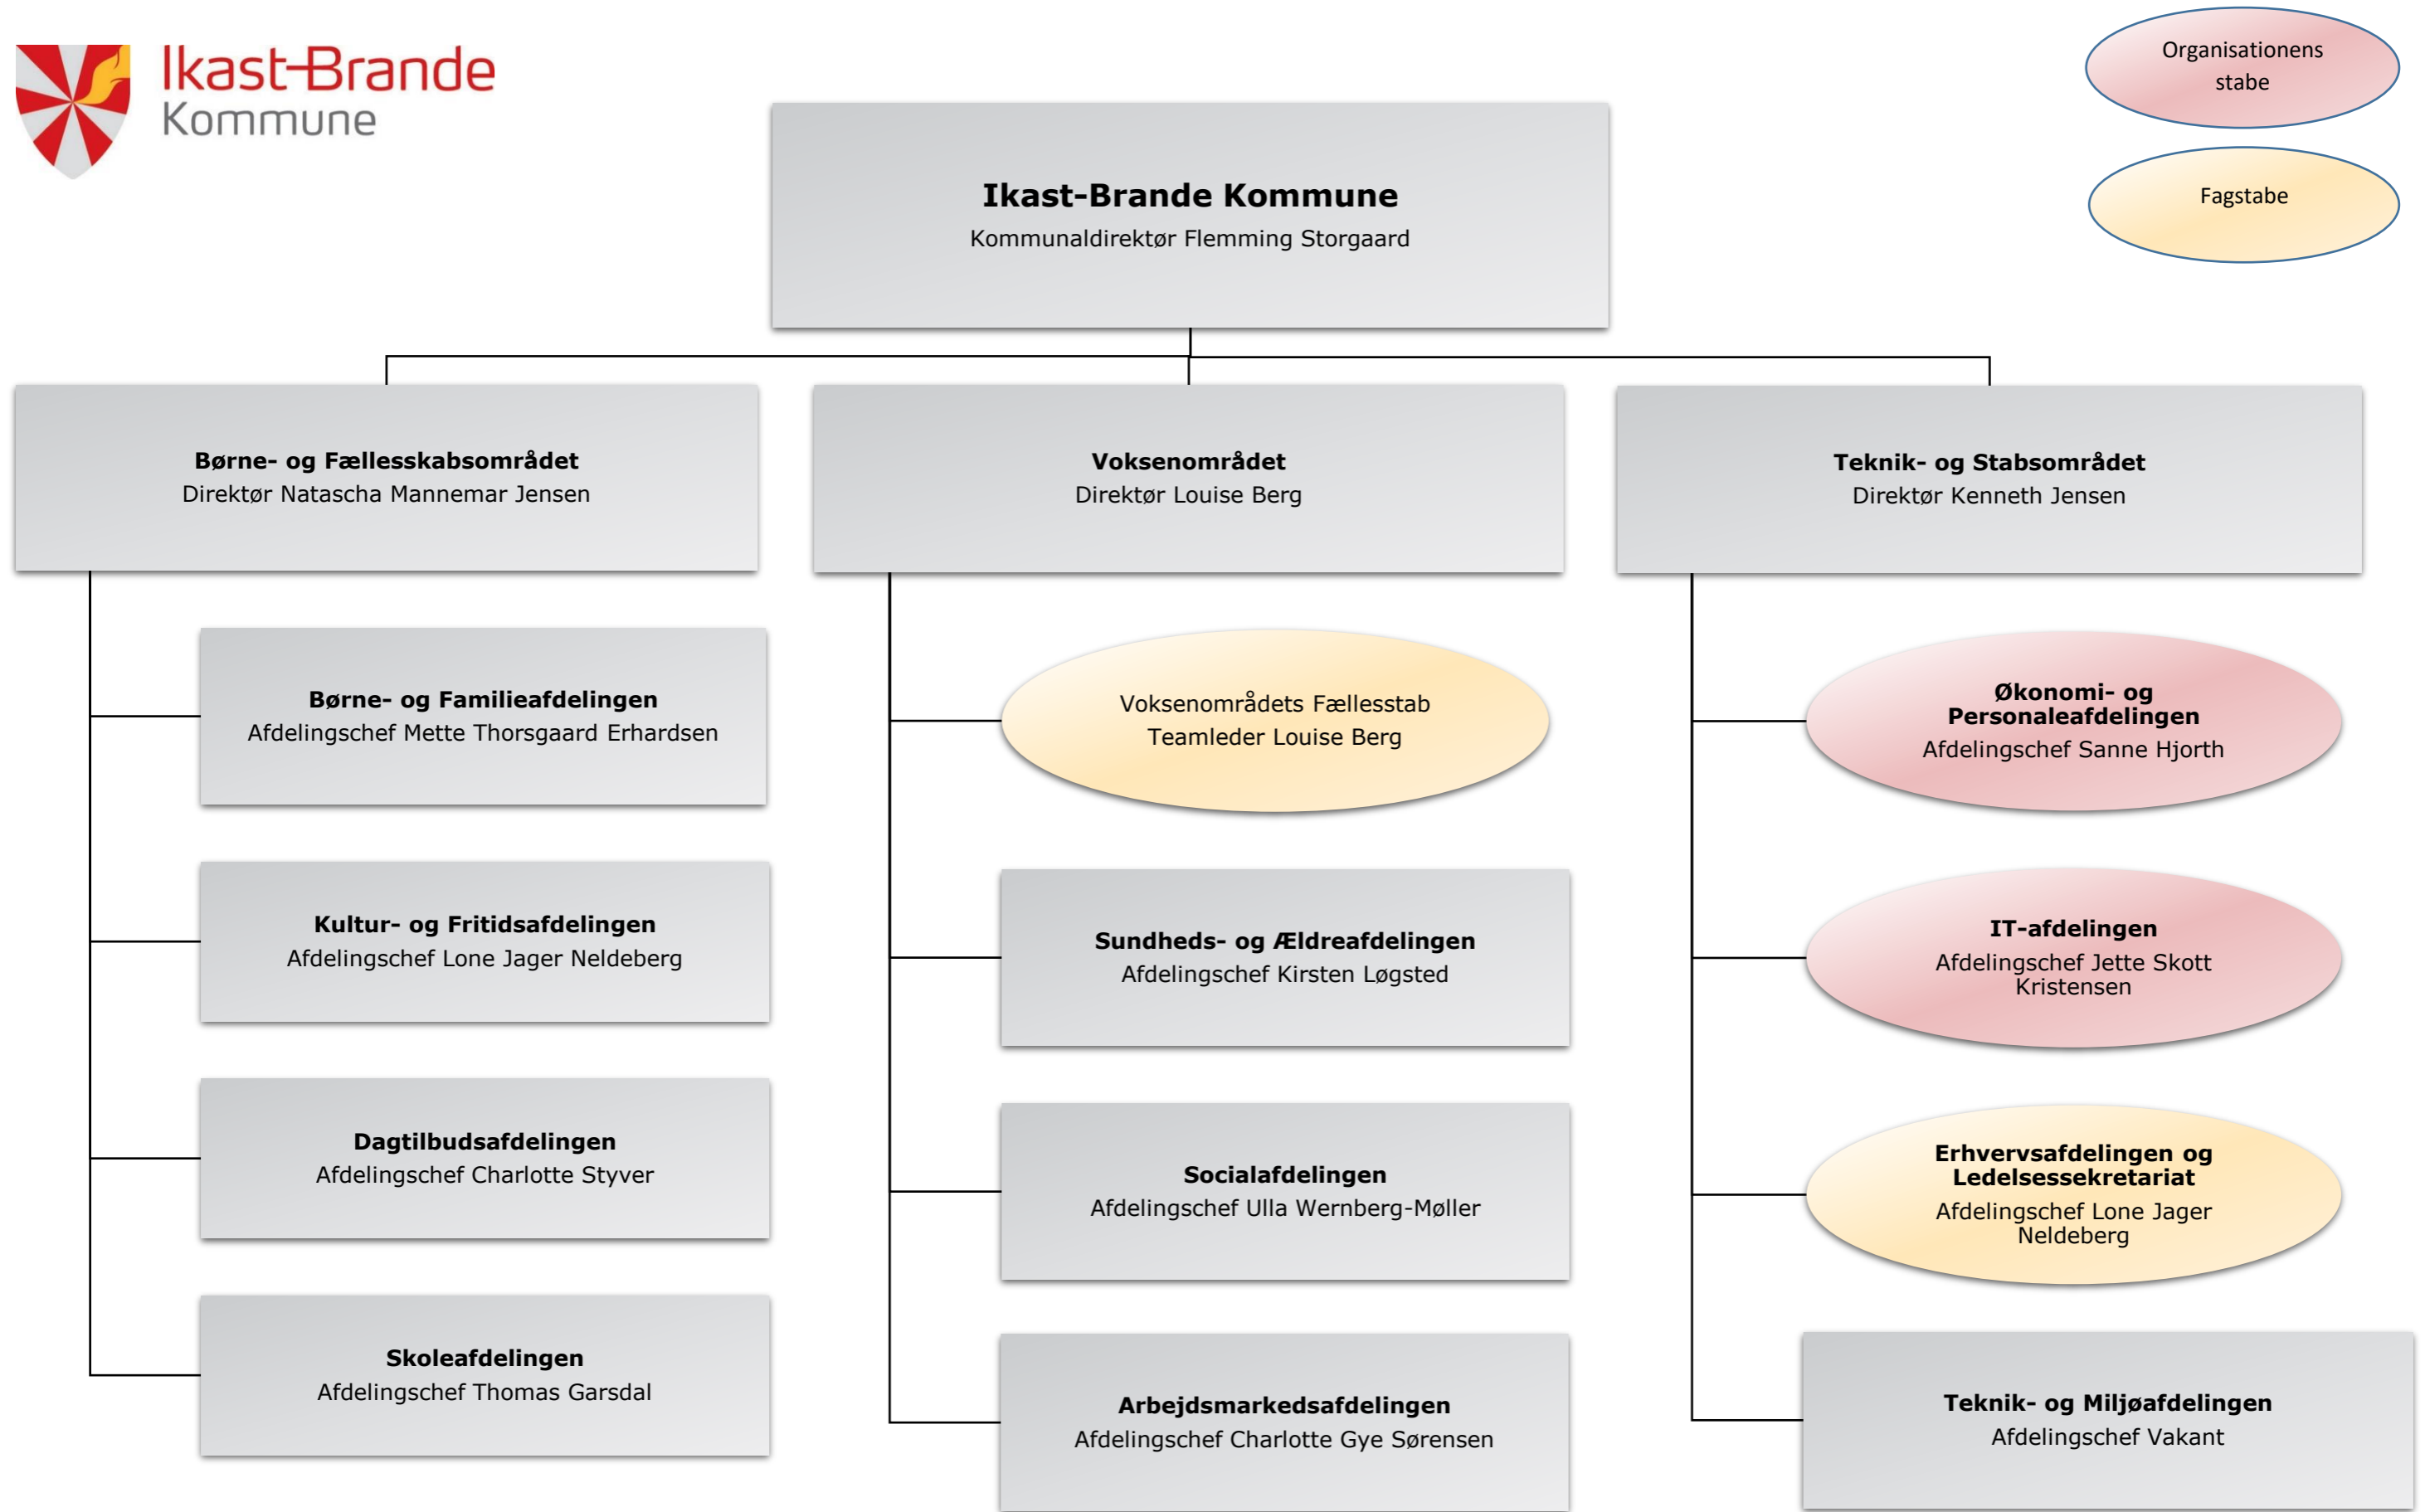 Ikast-Brande
Kommune
Organisationens
stabe
Fagstabe
Ikast-Brande Kommune
Kommunaldirektør Flemming Storgaard
Børne- og Fællesskabsområdet
Direktør Natascha Mannemar Jensen
Børne- og Familieafdelingen
Afdelingschef Mette Thorsgaard Erhardsen
Kultur- og Fritidsafdelingen
Afdelingschef Lone Jager Neldeberg
Dagtilbudsafdelingen
Afdelingschef Charlotte Styver
Skoleafdelingen
Afdelingschef Thomas Garsdal
Voksenområdet
Direktør Louise Berg
Voksenområdets Fællesstab
Teamleder Louise Berg
Sundheds- og Ældreafdelingen
Afdelingschef Kirsten Løgsted
Socialafdelingen
Afdelingschef Ulla Wernberg-Møller
Arbejdsmarkedsafdelingen
Afdelingschef Charlotte Gye Sørensen
Teknik- og Stabsområdet
Direktør Kenneth Jensen
Økonomi- og
Personaleafdelingen
Afdelingschef Sanne Hjorth
IT-afdelingen
Afdelingschef Jette Skott
Kristensen
Erhvervsafdelingen og
Ledelsessekretariat
Afdelingschef Lone Jager
Neldeberg
Teknik- og Miljøafdelingen
Afdelingschef Vakant